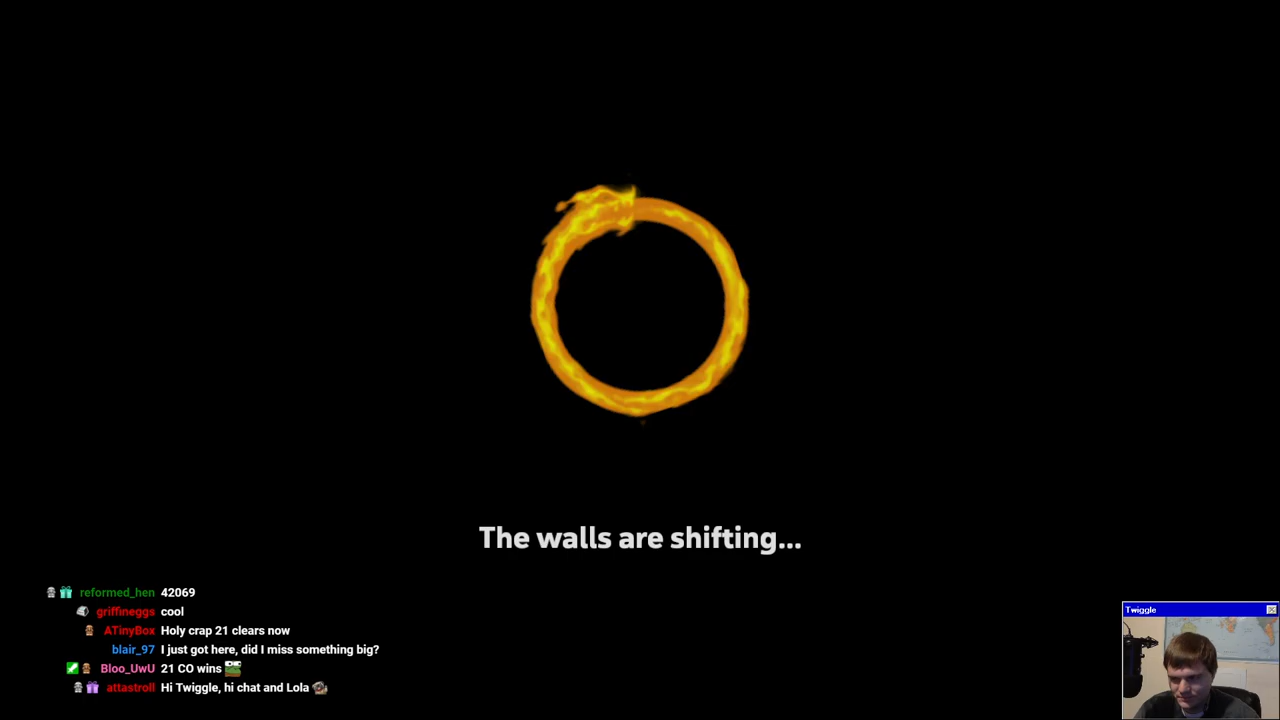 The walls are shifting...
reformed_hen 42069
griffineggs cool
ATinyBox Holy crap 21 clears now
blair_97 I just got here, did I miss something big?
Bloo_UwU 21 CO wins
attastroll Hi Twiggle, hi chat and Lola
Twiggle